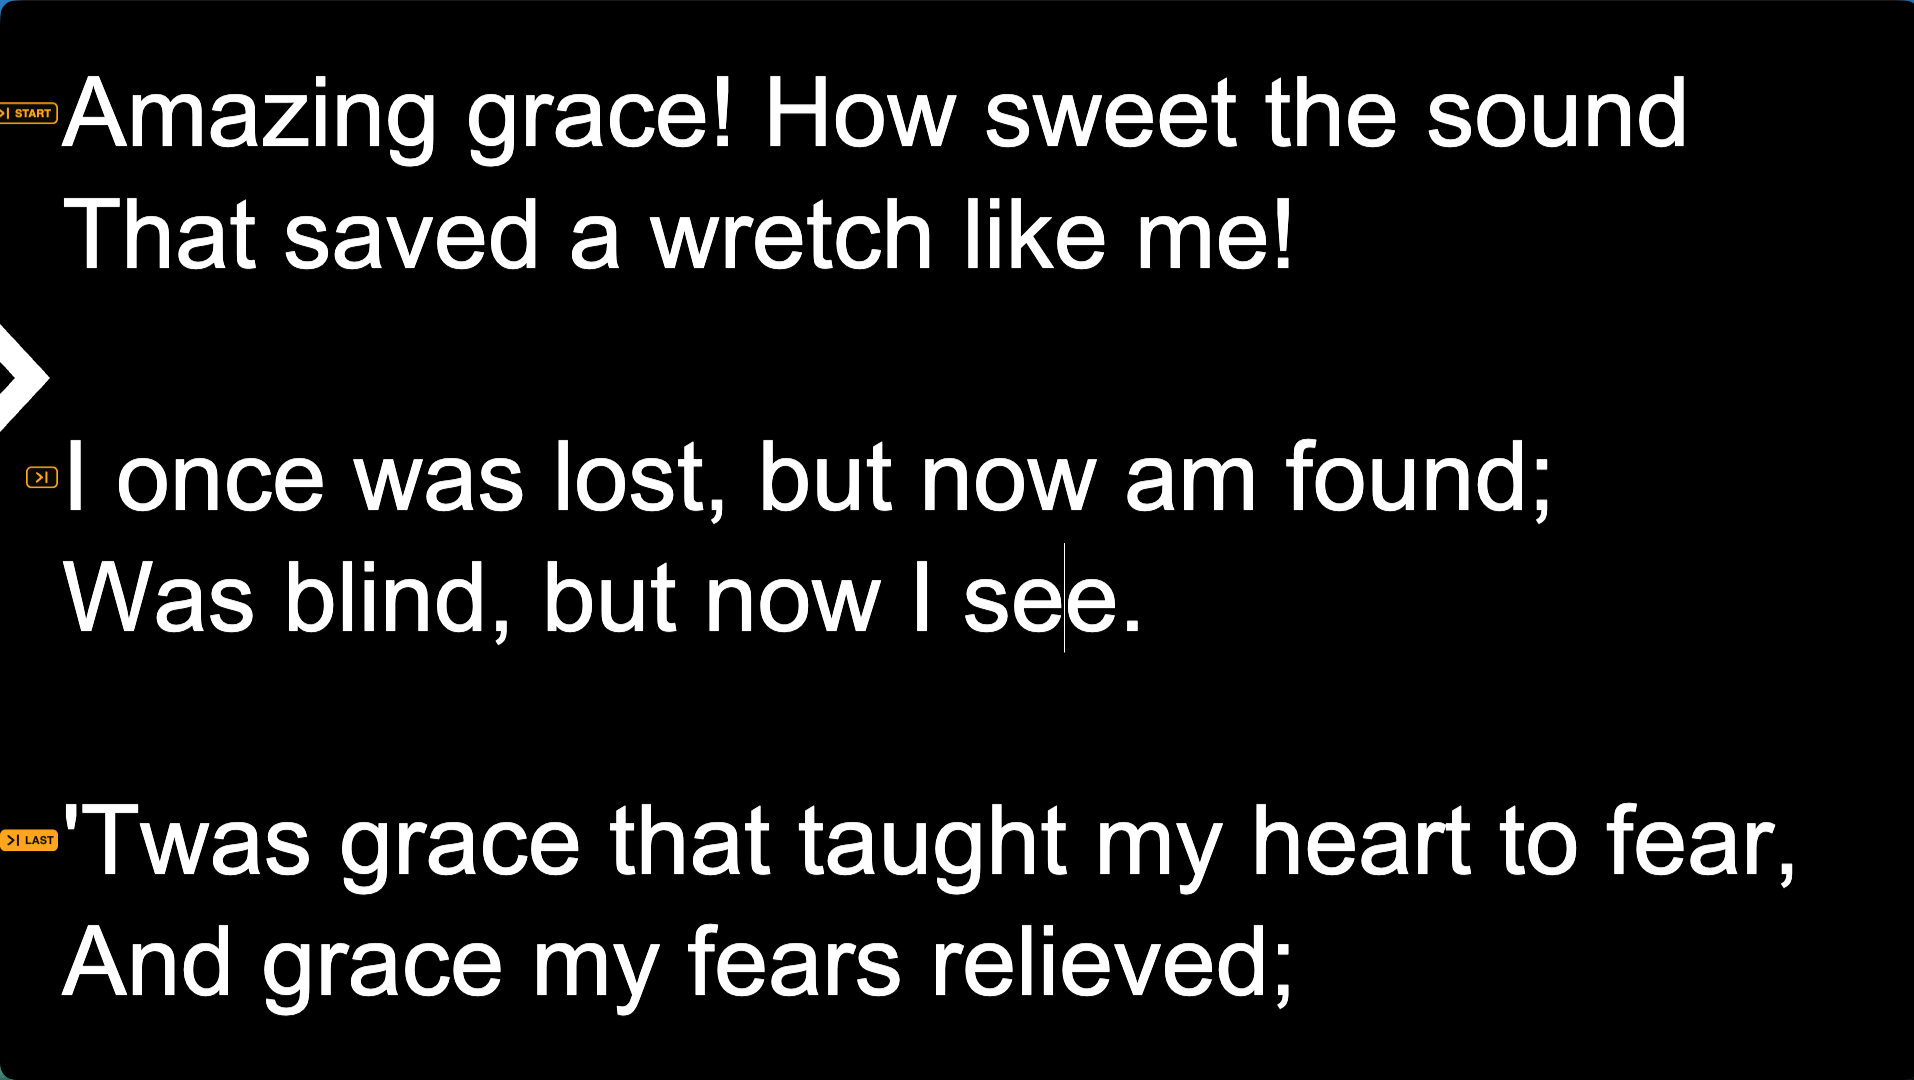 >| START
Amazing grace! How sweet the sound
That saved a wretch like me!
>|
I once was lost, but now am found;
Was blind, but now I see.
>| LAST
'Twas grace that taught my heart to fear,
And grace my fears relieved;